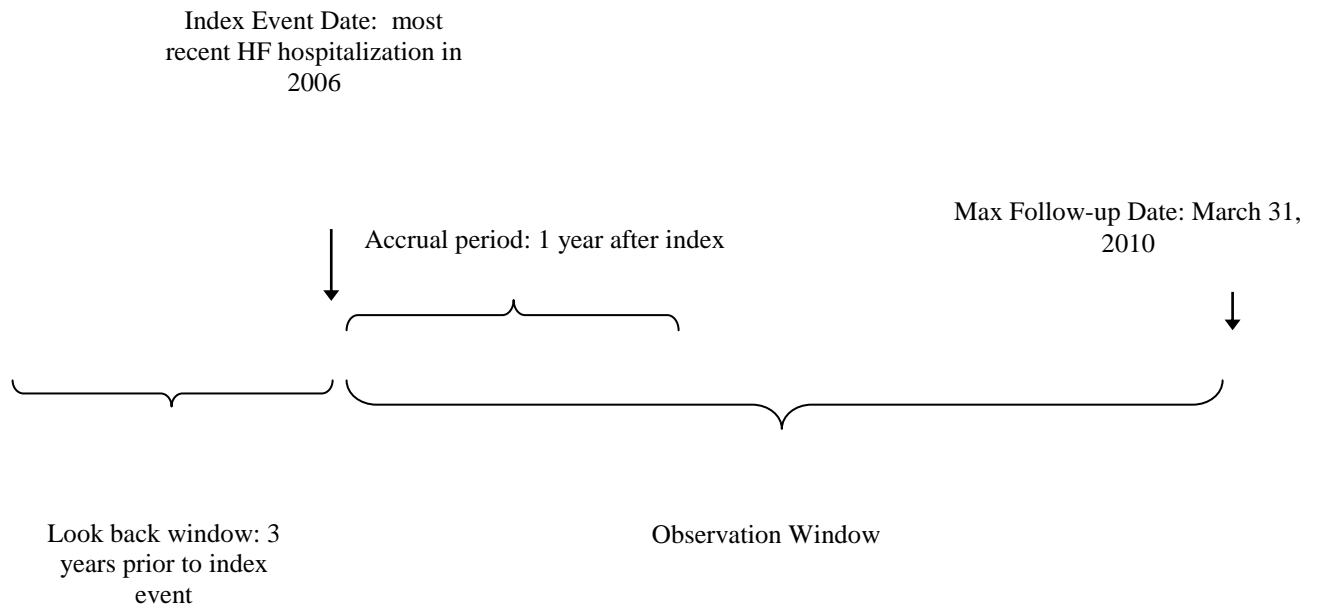 Index Event Date:  most
recent HF hospitalization in
2006
Max Follow-up Date: March 31,
2010
Accrual period: 1 year after index
Look back window: 3
years prior to index
event
Observation Window